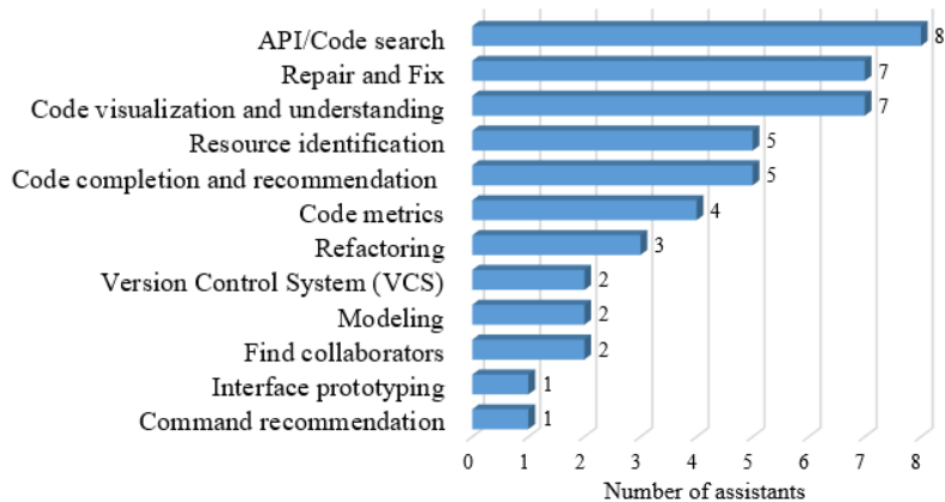 API/Code search 8
Repair and Fix 7
Code visualization and understanding 7
Resource identification 5
Code completion and recommendation 5
Code metrics 4
Refactoring 3
Version Control System (VCS) 2
Modeling 2
Find collaborators 2
Interface prototyping 1
Command recommendation 1
0 1 2 3 4 5 6 7 8
Number of assistants